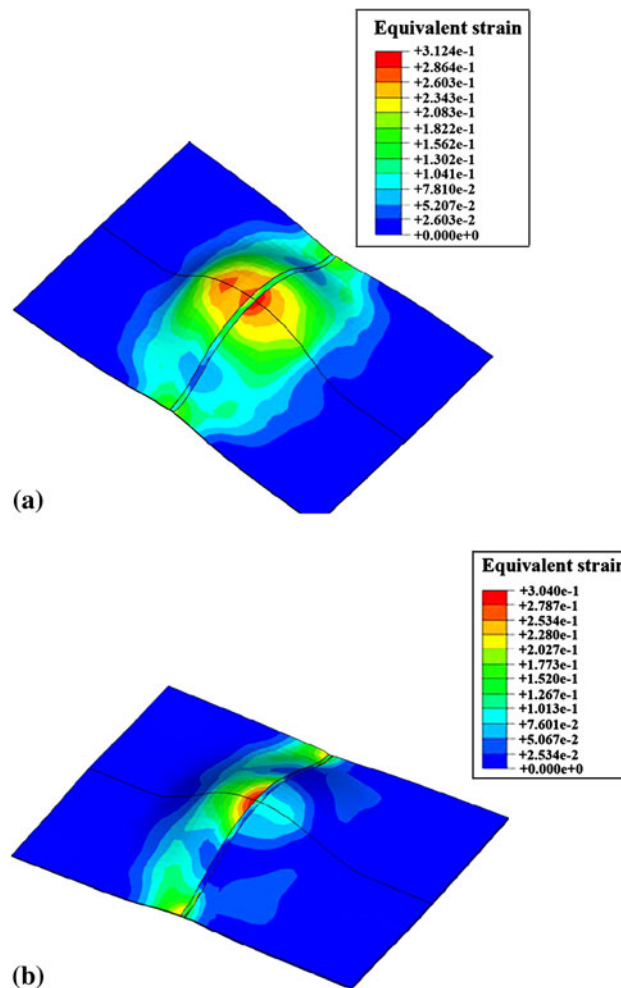 Equivalent strain
+3.124e-1
+2.864e-1
+2.603e-1
+2.343e-1
+2.083e-1
+1.822e-1
+1.562e-1
+1.302e-1
+1.041e-1
+7.810e-2
+5.207e-2
+2.603e-2
+0.000e+0
(a)
Equivalent strain
+3.040e-1
+2.787e-1
+2.534e-1
+2.280e-1
+2.027e-1
+1.773e-1
+1.520e-1
+1.267e-1
+1.013e-1
+7.601e-2
+5.067e-2
+2.534e-2
+0.000e+0
(b)